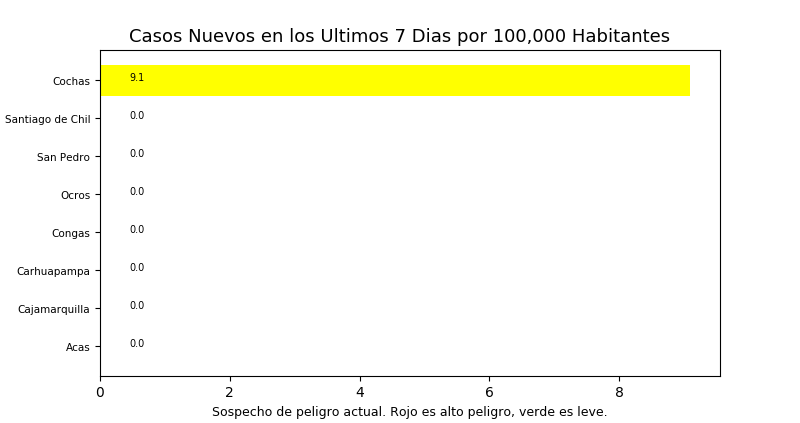 Casos Nuevos en los Ultimos 7 Dias por 100,000 Habitantes
Cochas 9.1
Santiago de Chil 0.0
San Pedro 0.0
Ocros 0.0
Congas 0.0
Carhuapampa 0.0
Cajamarquilla 0.0
Acas 0.0
0 2 4 6 8
Sospecho de peligro actual. Rojo es alto peligro, verde es leve.